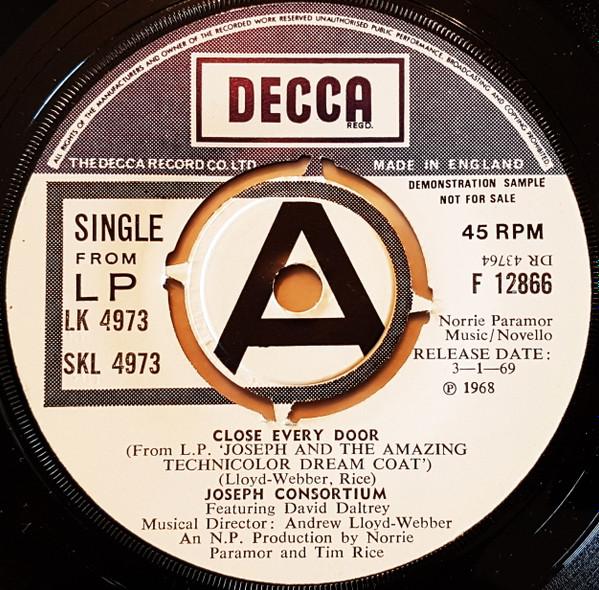 ALL RIGHTS OF THE MANUFACTURERS AND OWNER OF THE RECORDED WORK RESERVED UNAUTHORISED PUBLIC PERFORMANCE, BROADCASTING AND COPYING PROHIBITED
DECCA
REGD.
THE DECCA RECORD CO. LTD
MADE IN ENGLAND
DEMONSTRATION SAMPLE
NOT FOR SALE
SINGLE
FROM
LP
LK 4973
SKL 4973
A
45 RPM
DR 43764
F 12866
Norrie Paramor
Music/Novello
RELEASE DATE:
3—1—69
Ⓟ 1968
CLOSE EVERY DOOR
(From L.P. 'JOSEPH AND THE AMAZING
TECHNICOLOR DREAM COAT')
(Lloyd-Webber, Rice)
JOSEPH CONSORTIUM
Featuring David Daltrey
Musical Director: Andrew Lloyd-Webber
An N.P. Production by Norrie
Paramor and Tim Rice